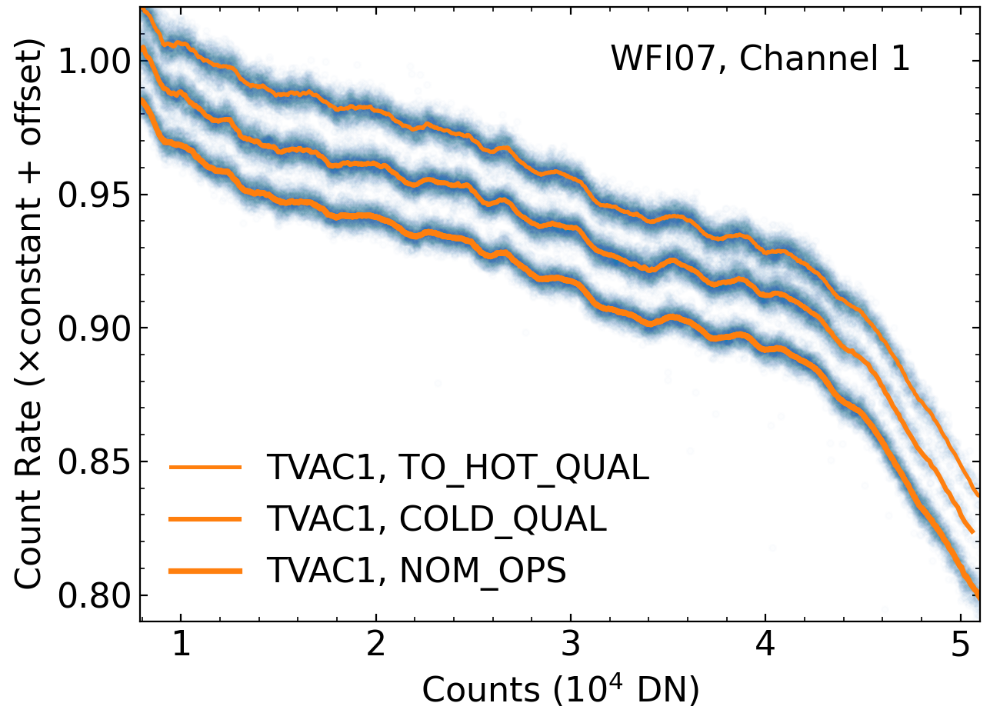 WFI07, Channel 1
Count Rate (×constant + offset)
1.00
0.95
0.90
0.85
0.80
TVAC1, TO_HOT_QUAL
TVAC1, COLD_QUAL
TVAC1, NOM_OPS
1 2 3 4 5
Counts (10⁴ DN)